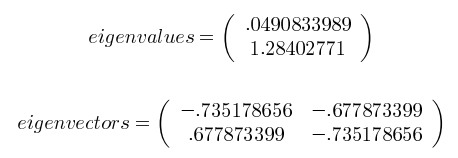 eigenvalues = ( .0490833989
1.28402771 )
eigenvectors = ( -.735178656 -.677873399
.677873399 -.735178656 )